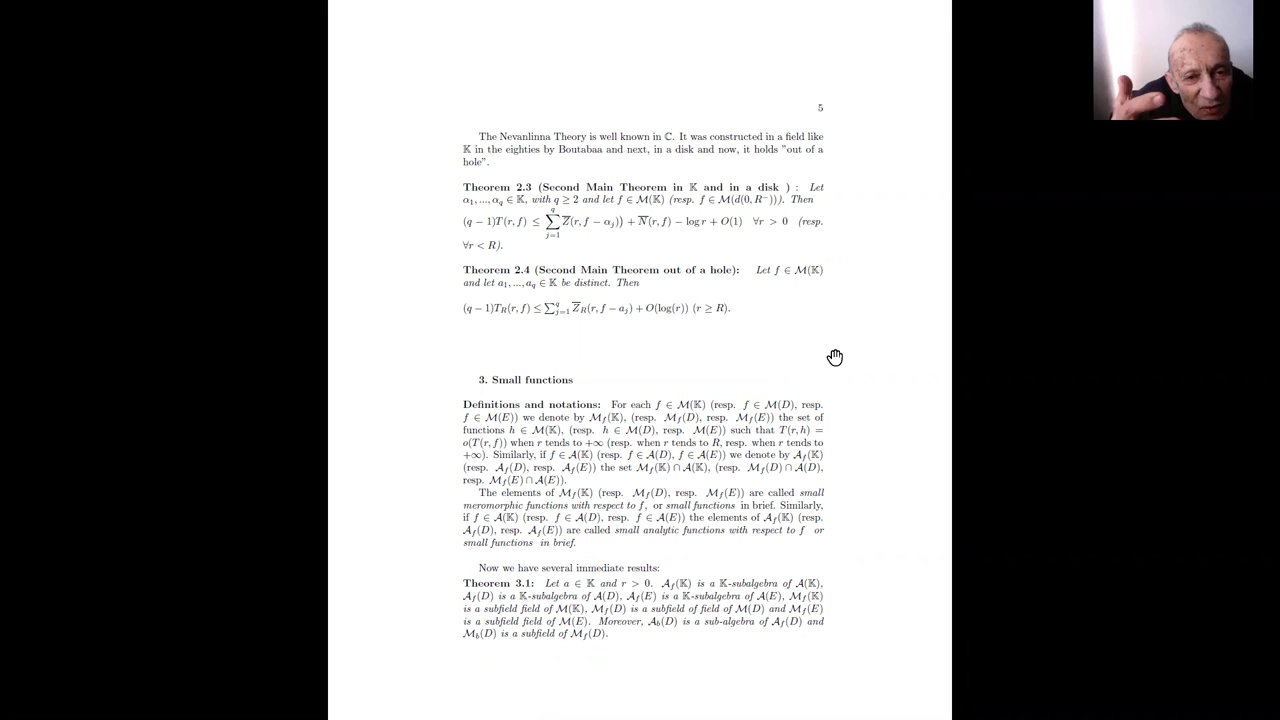 5
The Nevanlinna Theory is well known in ℂ. It was constructed in a field like
𝕂 in the eighties by Boutabaa and next, in a disk and now, it holds "out of a
hole".
Theorem 2.3 (Second Main Theorem in 𝕂 and in a disk ) : Let
α₁, ..., α_q ∈ 𝕂, with q ≥ 2 and let f ∈ M(𝕂) (resp. f ∈ M(d(0, R⁻))). Then
(q − 1)T(r, f) ≤ ∑_{j=1}^{q} Z̅(r, f − α_j)) + N̅(r, f) − log r + O(1) ∀r > 0 (resp.
∀r < R).
Theorem 2.4 (Second Main Theorem out of a hole): Let f ∈ M(𝕂)
and let a₁, ..., a_q ∈ 𝕂 be distinct. Then
(q − 1)T_R(r, f) ≤ ∑_{j=1}^{q} Z̅_R(r, f − a_j) + O(log(r)) (r ≥ R).
3. Small functions
Definitions and notations: For each f ∈ M(𝕂) (resp. f ∈ M(D), resp.
f ∈ M(E)) we denote by M_f(𝕂), (resp. M_f(D), resp. M_f(E)) the set of
functions h ∈ M(𝕂), (resp. h ∈ M(D), resp. M(E)) such that T(r, h) =
o(T(r, f)) when r tends to +∞ (resp. when r tends to R, resp. when r tends to
+∞). Similarly, if f ∈ A(𝕂) (resp. f ∈ A(D), f ∈ A(E)) we denote by A_f(𝕂)
(resp. A_f(D), resp. A_f(E)) the set M_f(𝕂) ∩ A(𝕂), (resp. M_f(D) ∩ A(D),
resp. M_f(E) ∩ A(E)).
The elements of M_f(𝕂) (resp. M_f(D), resp. M_f(E)) are called small
meromorphic functions with respect to f, or small functions in brief. Similarly,
if f ∈ A(𝕂) (resp. f ∈ A(D), resp. f ∈ A(E)) the elements of A_f(𝕂) (resp.
A_f(D), resp. A_f(E)) are called small analytic functions with respect to f or
small functions in brief.
Now we have several immediate results:
Theorem 3.1: Let a ∈ 𝕂 and r > 0. A_f(𝕂) is a 𝕂-subalgebra of A(𝕂),
A_f(D) is a 𝕂-subalgebra of A(D), A_f(E) is a 𝕂-subalgebra of A(E), M_f(𝕂)
is a subfield field of M(𝕂), M_f(D) is a subfield of field of M(D) and M_f(E)
is a subfield field of M(E). Moreover, A_b(D) is a sub-algebra of A_f(D) and
M_b(D) is a subfield of M_f(D).